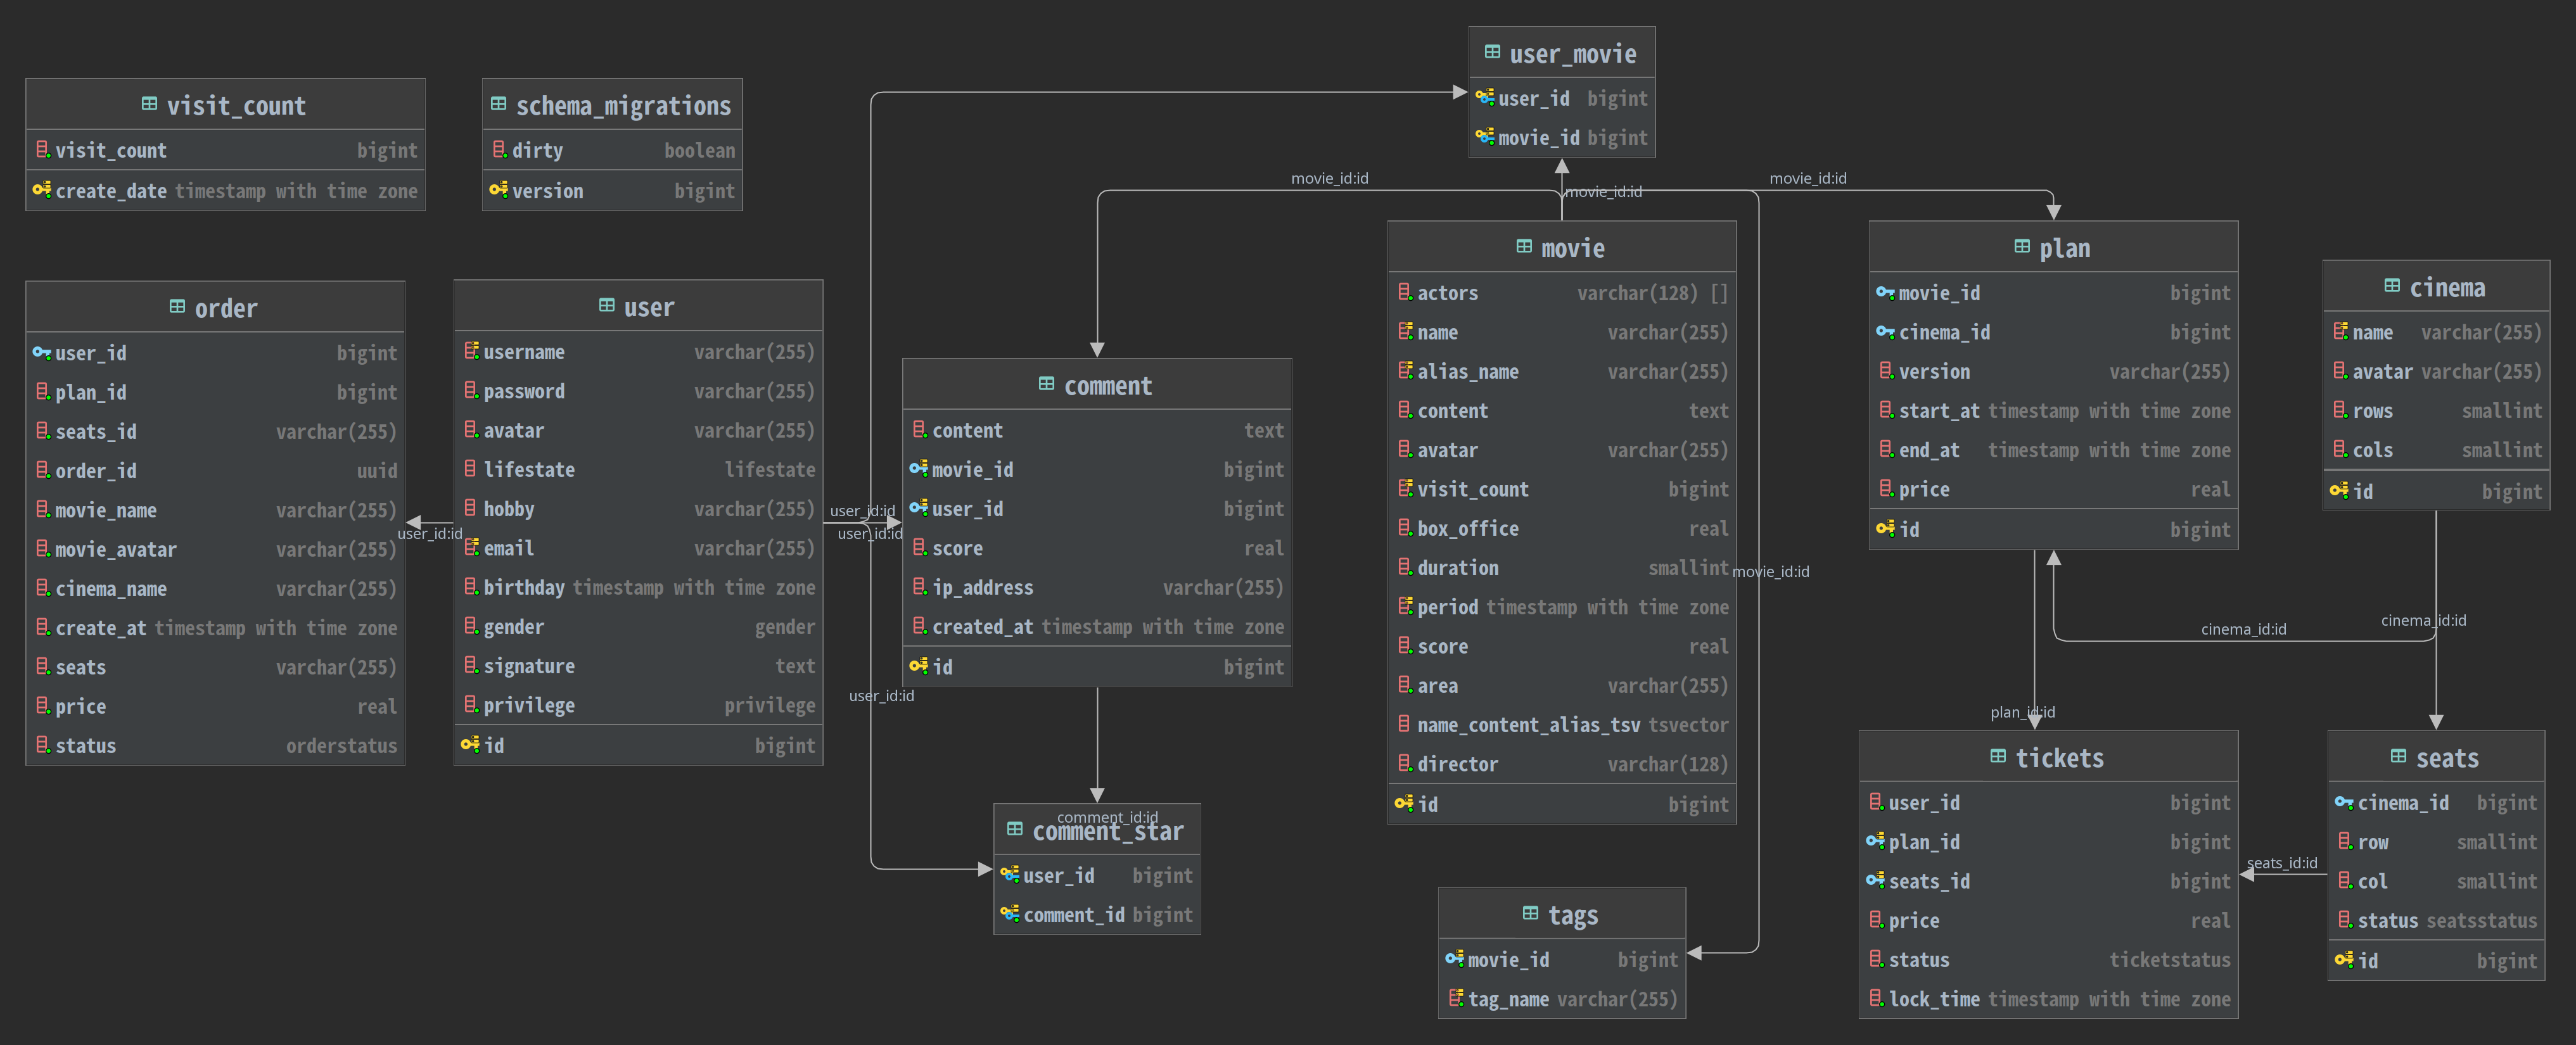 visit_count
visit_count bigint
create_date timestamp with time zone
schema_migrations
dirty boolean
version bigint
user_movie
user_id bigint
movie_id bigint
movie_id:id
movie_id:id
movie_id:id
order
user_id bigint
plan_id bigint
seats_id varchar(255)
order_id uuid
movie_name varchar(255)
movie_avatar varchar(255)
cinema_name varchar(255)
create_at timestamp with time zone
seats varchar(255)
price real
status orderstatus
user_id:id
user
username varchar(255)
password varchar(255)
avatar varchar(255)
lifestate lifestate
hobby varchar(255)
email varchar(255)
birthday timestamp with time zone
gender gender
signature text
privilege privilege
id bigint
user_id:id
user_id:id
user_id:id
comment
content text
movie_id bigint
user_id bigint
score real
ip_address varchar(255)
created_at timestamp with time zone
id bigint
comment_id:id
comment_star
user_id bigint
comment_id bigint
movie
actors varchar(128) []
name varchar(255)
alias_name varchar(255)
content text
avatar varchar(255)
visit_count bigint
box_office real
duration smallint
period timestamp with time zone
score real
area varchar(255)
name_content_alias_tsv tsvector
director varchar(128)
id bigint
movie_id:id
tags
movie_id bigint
tag_name varchar(255)
plan
movie_id bigint
cinema_id bigint
version varchar(255)
start_at timestamp with time zone
end_at timestamp with time zone
price real
id bigint
cinema
name varchar(255)
avatar varchar(255)
rows smallint
cols smallint
id bigint
cinema_id:id
cinema_id:id
plan_id:id
tickets
user_id bigint
plan_id bigint
seats_id bigint
price real
status ticketstatus
lock_time timestamp with time zone
seats_id:id
seats
cinema_id bigint
row smallint
col smallint
status seatsstatus
id bigint